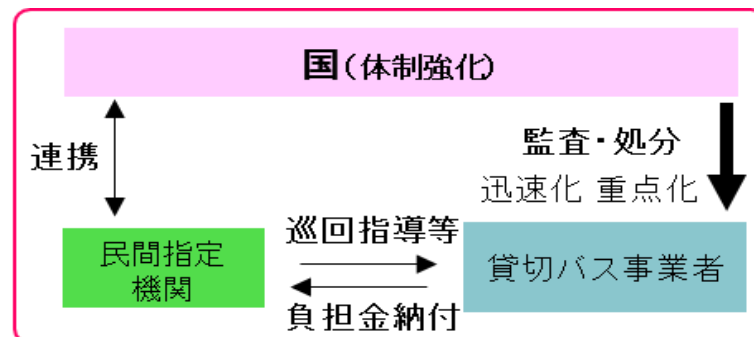 国(体制強化)
連携
監査・処分
迅速化 重点化
巡回指導等
民間指定
機関
貸切バス事業者
負担金納付